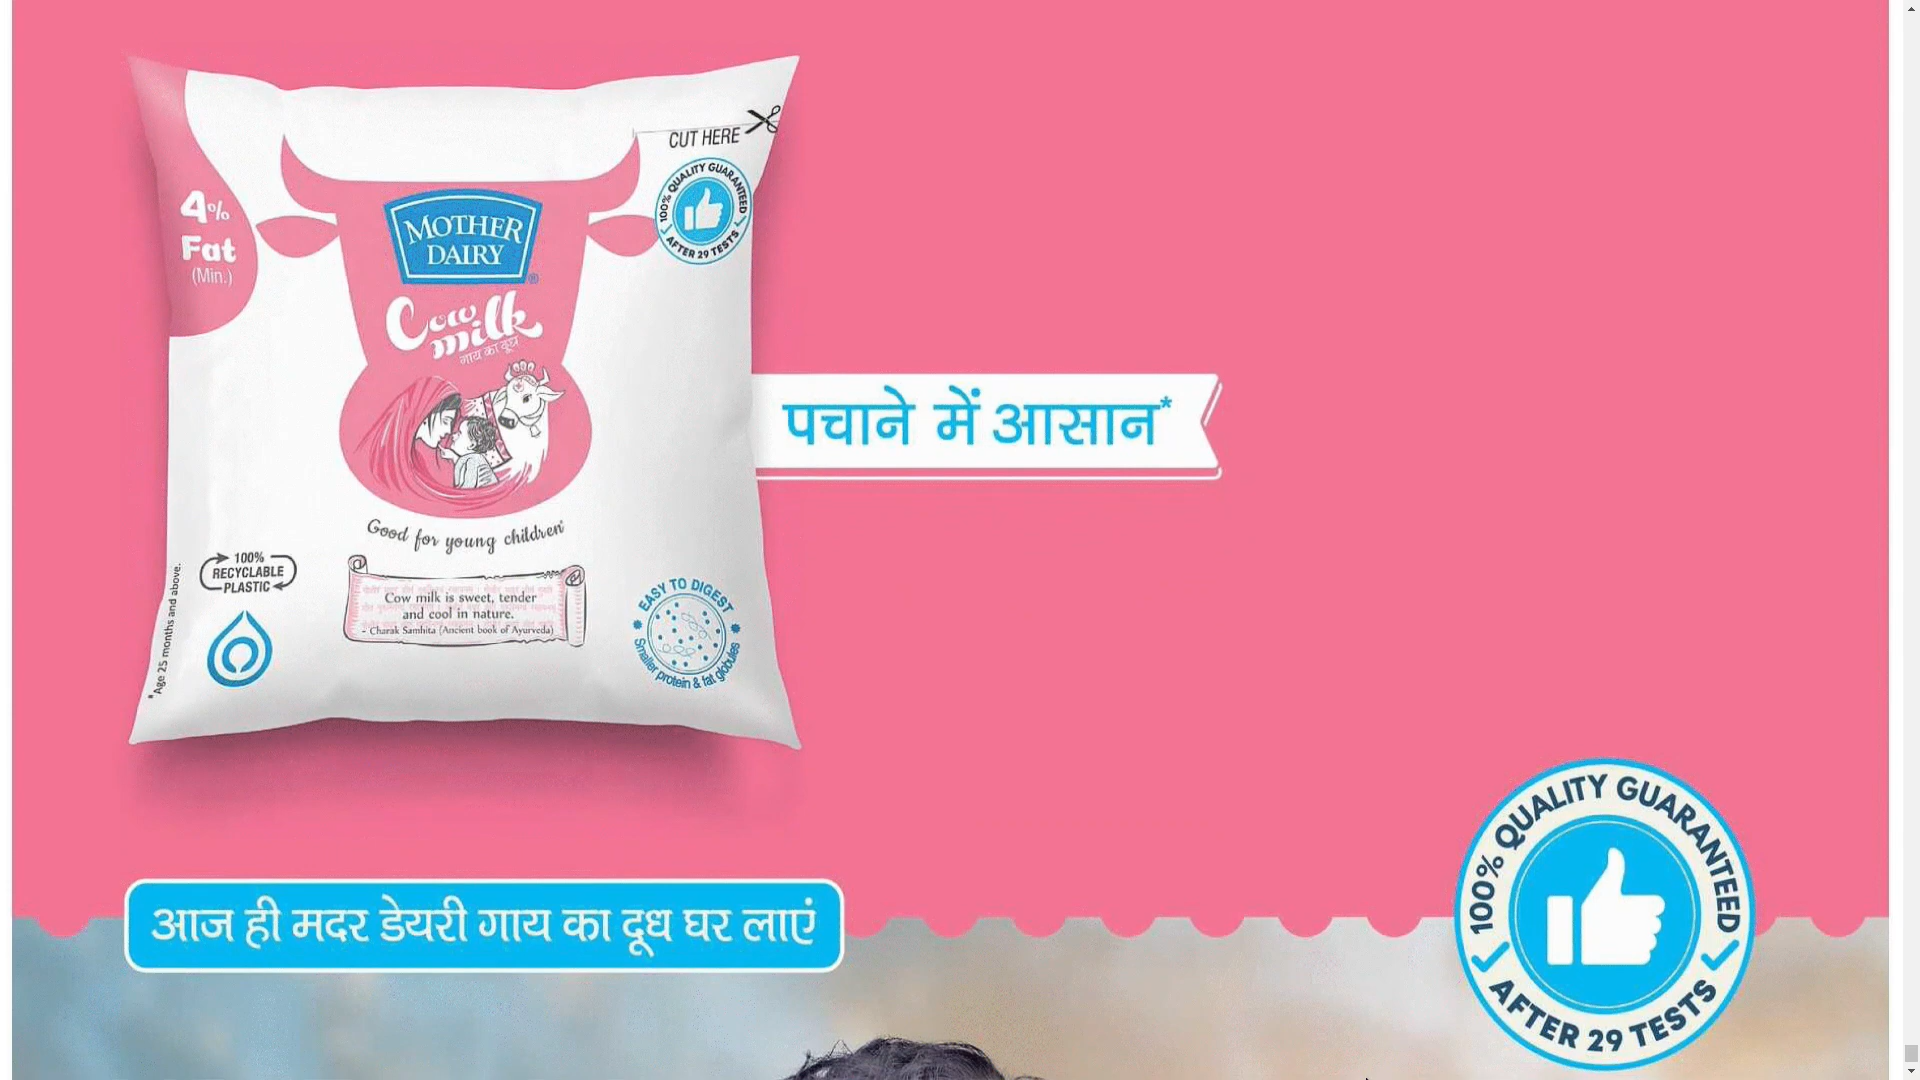 CUT HERE
100% QUALITY GUARANTEED
AFTER 29 TESTS
4%
Fat
(Min.)
MOTHER
DAIRY
®
Cow
milk
गाय का दूध
पचाने में आसान*
Good for young children*
100%
RECYCLABLE
PLASTIC
Cow milk is sweet, tender
and cool in nature.
- Charak Samhita (Ancient book of Ayurveda)
EASY TO DIGEST
Smaller protein & fat globules
*Age 25 months and above.
आज ही मदर डेयरी गाय का दूध घर लाएं
100% QUALITY GUARANTEED
AFTER 29 TESTS